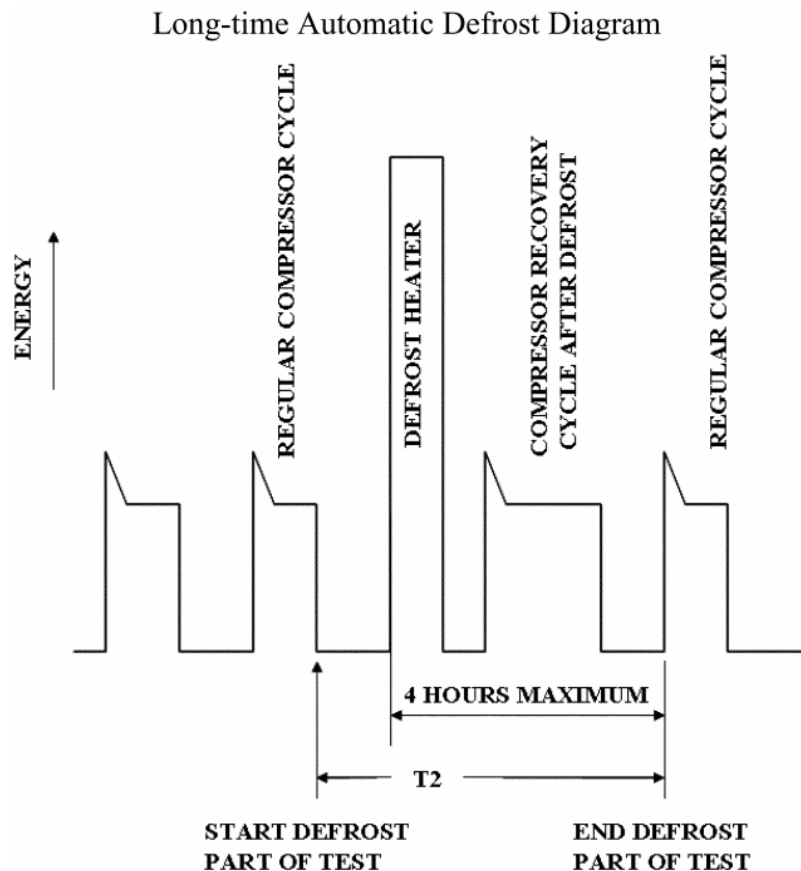 Long-time Automatic Defrost Diagram
ENERGY
REGULAR COMPRESSOR CYCLE
DEFROST HEATER
COMPRESSOR RECOVERY
CYCLE AFTER DEFROST
REGULAR COMPRESSOR CYCLE
4 HOURS MAXIMUM
T2
START DEFROST
PART OF TEST
END DEFROST
PART OF TEST